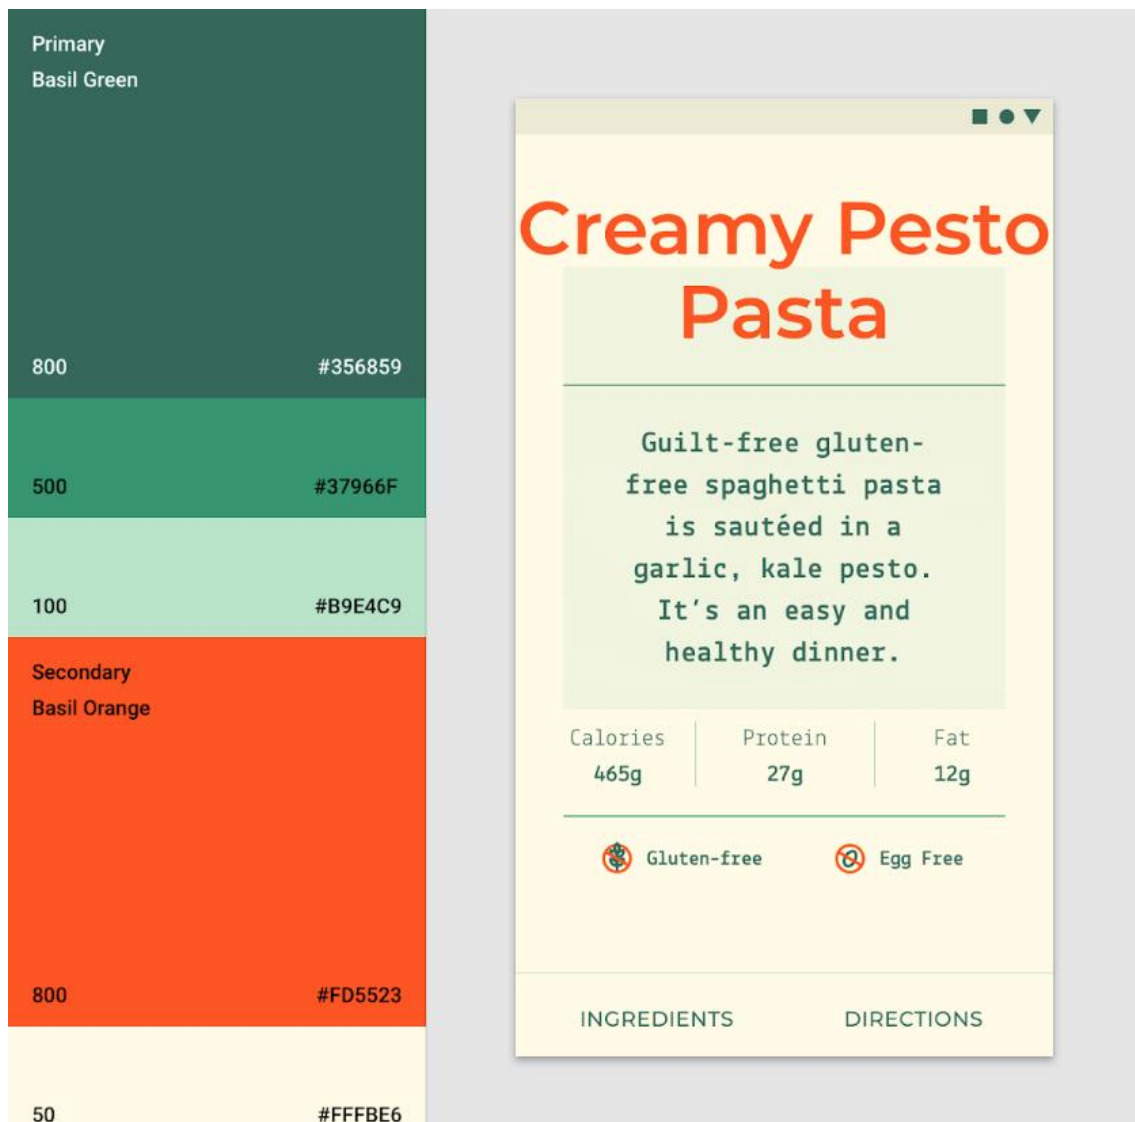 Primary
Basil Green
800 #356859
500 #37966F
100 #B9E4C9
Secondary
Basil Orange
800 #FD5523
50 #FFFBE6
Creamy Pesto
Pasta
Guilt-free gluten-
free spaghetti pasta
is sautéed in a
garlic, kale pesto.
It’s an easy and
healthy dinner.
Calories Protein Fat
465g 27g 12g
Gluten-free Egg Free
INGREDIENTS DIRECTIONS